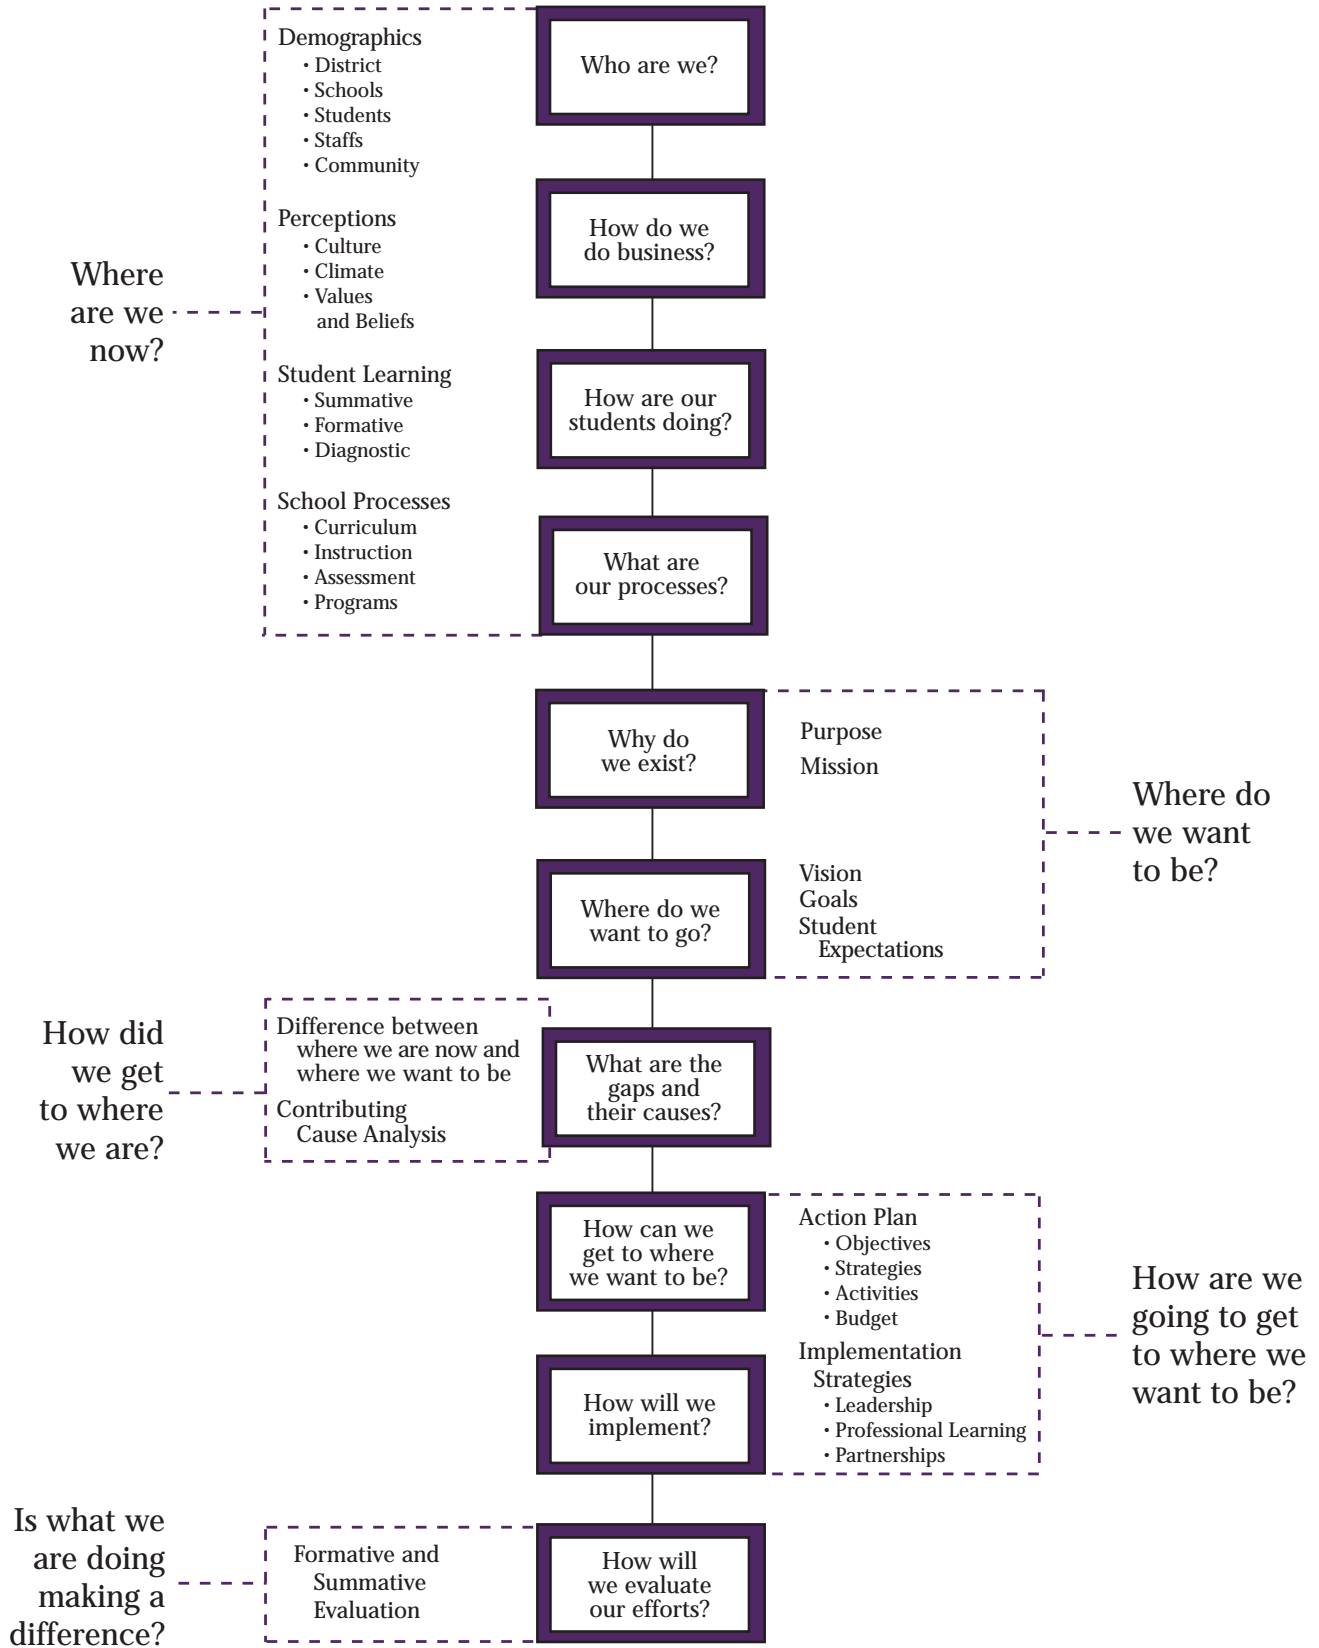 Who are we?
Demographics
• District
• Schools
• Students
• Staffs
• Community
How do we
do business?
Perceptions
• Culture
• Climate
• Values
and Beliefs
Where
are we
now?
How are our
students doing?
Student Learning
• Summative
• Formative
• Diagnostic
What are
our processes?
School Processes
• Curriculum
• Instruction
• Assessment
• Programs
Why do
we exist?
Purpose
Mission
Where do
we want
to be?
Where do we
want to go?
Vision
Goals
Student
Expectations
How did
we get
to where
we are?
Difference between
where we are now and
where we want to be
Contributing
Cause Analysis
What are the
gaps and
their causes?
How can we
get to where
we want to be?
Action Plan
• Objectives
• Strategies
• Activities
• Budget
How are we
going to get
to where we
want to be?
How will we
implement?
Implementation
Strategies
• Leadership
• Professional Learning
• Partnerships
Is what we
are doing
making a
difference?
Formative and
Summative
Evaluation
How will
we evaluate
our efforts?